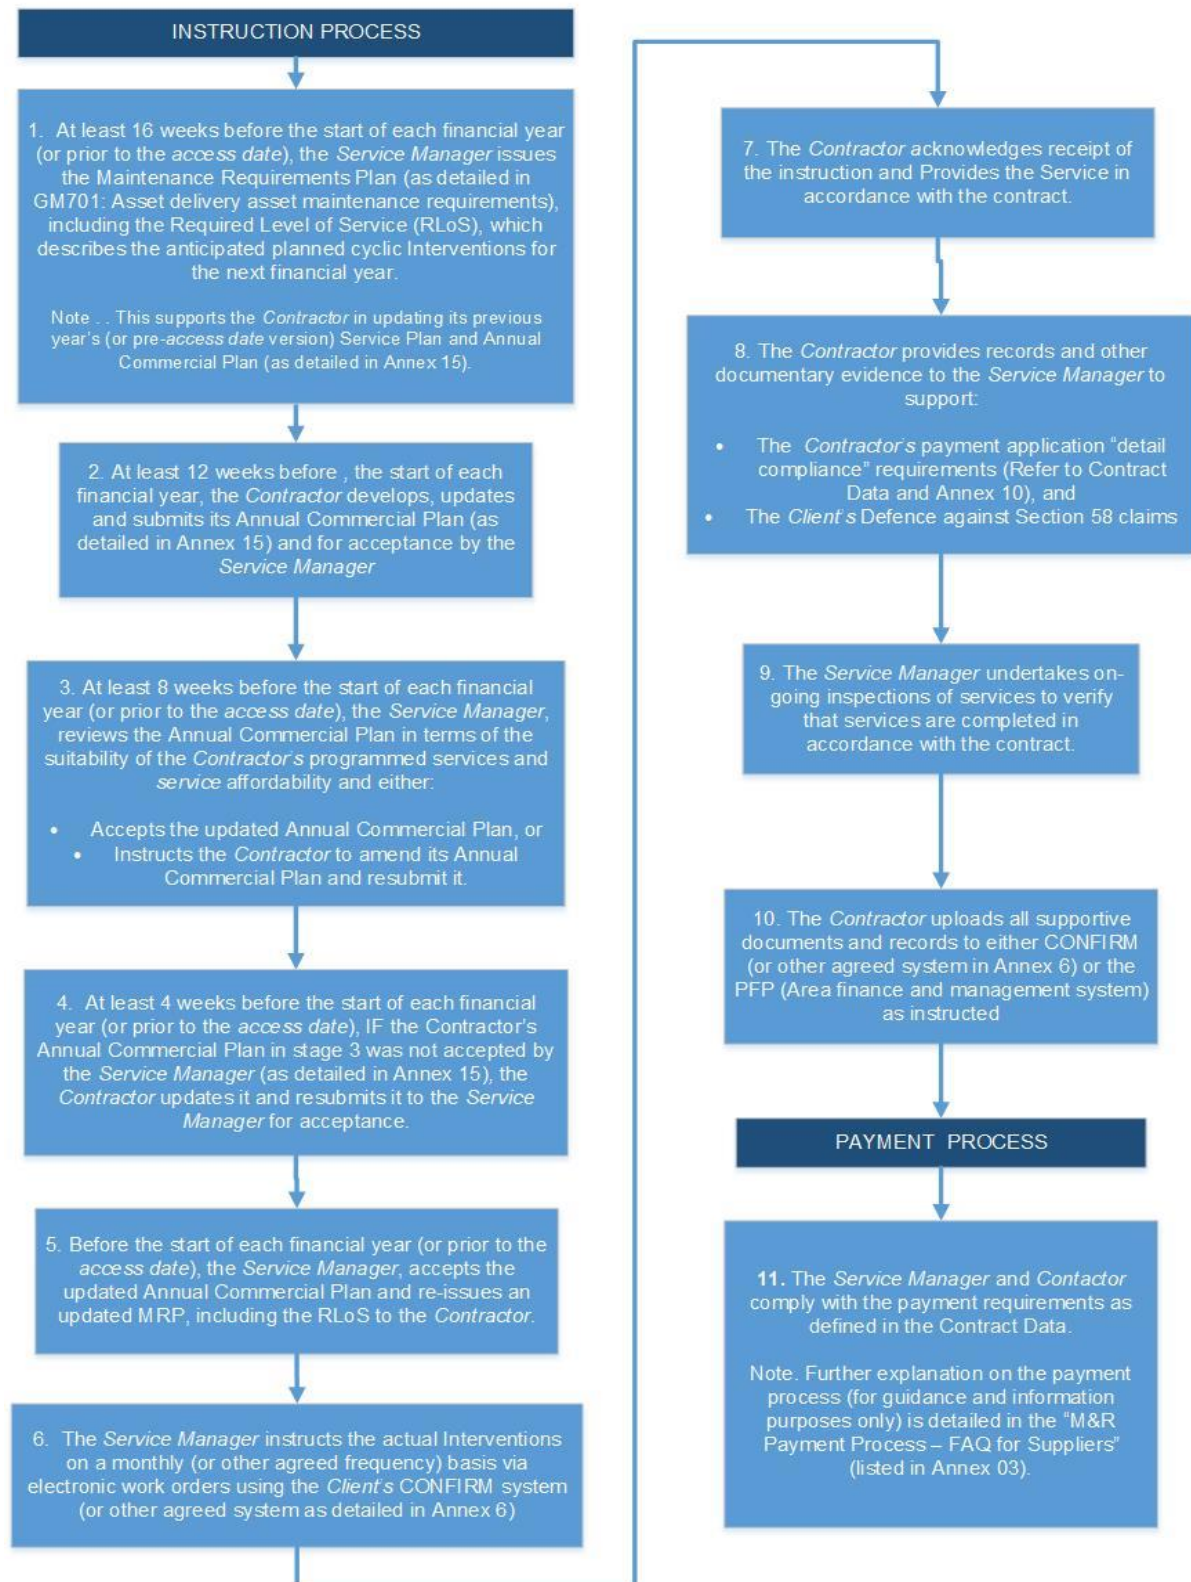 INSTRUCTION PROCESS
1. At least 16 weeks before the start of each financial year
(or prior to the access date), the Service Manager issues
the Maintenance Requirements Plan (as detailed in
GM701: Asset delivery asset maintenance requirements),
including the Required Level of Service (RLoS), which
describes the anticipated planned cyclic Interventions for
the next financial year.
Note . . This supports the Contractor in updating its previous
year's (or pre-access date version) Service Plan and Annual
Commercial Plan (as detailed in Annex 15).
2. At least 12 weeks before , the start of each
financial year, the Contractor develops, updates
and submits its Annual Commercial Plan (as
detailed in Annex 15) and for acceptance by the
Service Manager
3. At least 8 weeks before the start of each financial
year (or prior to the access date), the Service Manager,
reviews the Annual Commercial Plan in terms of the
suitability of the Contractor's programmed services and
service affordability and either:
• Accepts the updated Annual Commercial Plan, or
• Instructs the Contractor to amend its Annual
Commercial Plan and resubmit it.
4. At least 4 weeks before the start of each financial
year (or prior to the access date), IF the Contractor's
Annual Commercial Plan in stage 3 was not accepted by
the Service Manager (as detailed in Annex 15), the
Contractor updates it and resubmits it to the Service
Manager for acceptance.
5. Before the start of each financial year (or prior to the
access date), the Service Manager, accepts the
updated Annual Commercial Plan and re-issues an
updated MRP, including the RLoS to the Contractor.
6. The Service Manager instructs the actual Interventions
on a monthly (or other agreed frequency) basis via
electronic work orders using the Client's CONFIRM system
(or other agreed system as detailed in Annex 6)
7. The Contractor acknowledges receipt of
the instruction and Provides the Service in
accordance with the contract.
8. The Contractor provides records and other
documentary evidence to the Service Manager to
support:
• The Contractor's payment application "detail
compliance" requirements (Refer to Contract
Data and Annex 10), and
• The Client's Defence against Section 58 claims
9. The Service Manager undertakes on-
going inspections of services to verify
that services are completed in
accordance with the contract.
10. The Contractor uploads all supportive
documents and records to either CONFIRM
(or other agreed system in Annex 6) or the
PFP (Area finance and management system)
as instructed
PAYMENT PROCESS
11. The Service Manager and Contactor
comply with the payment requirements as
defined in the Contract Data.
Note. Further explanation on the payment
process (for guidance and information
purposes only) is detailed in the "M&R
Payment Process – FAQ for Suppliers"
(listed in Annex 03).